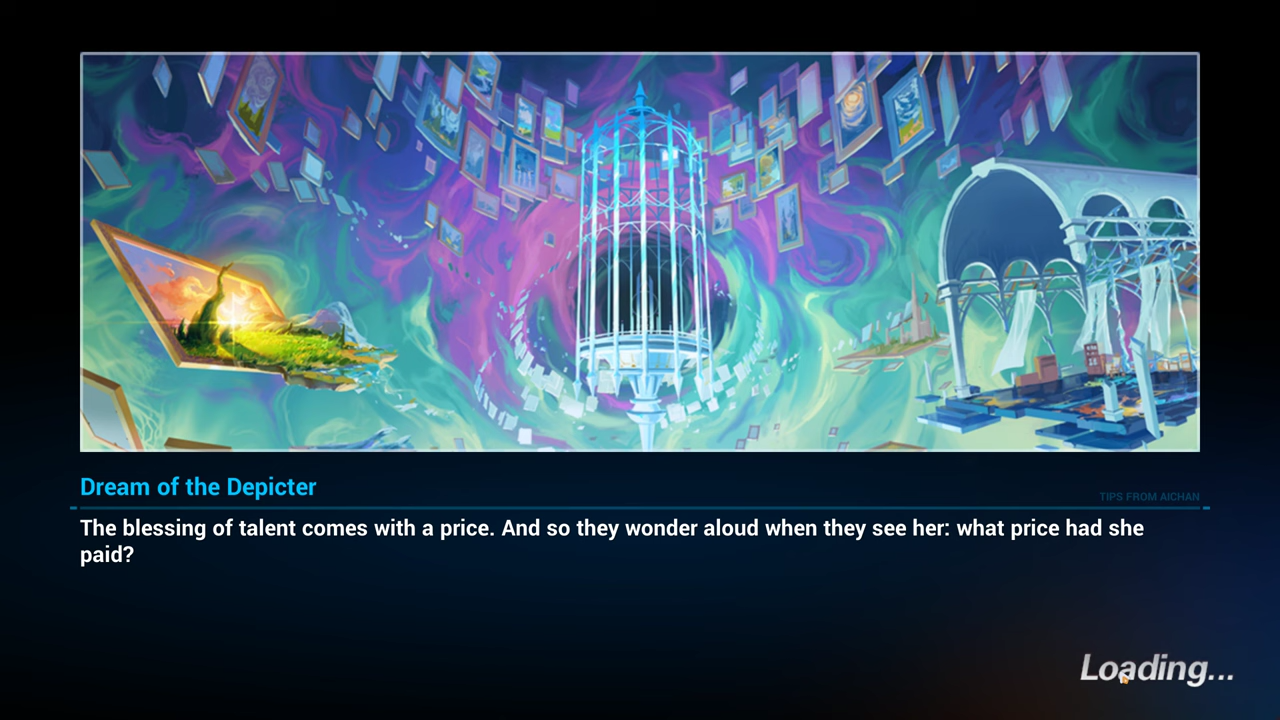 Dream of the Depicter
TIPS FROM AICHAN
The blessing of talent comes with a price. And so they wonder aloud when they see her: what price had she
paid?
Loading...